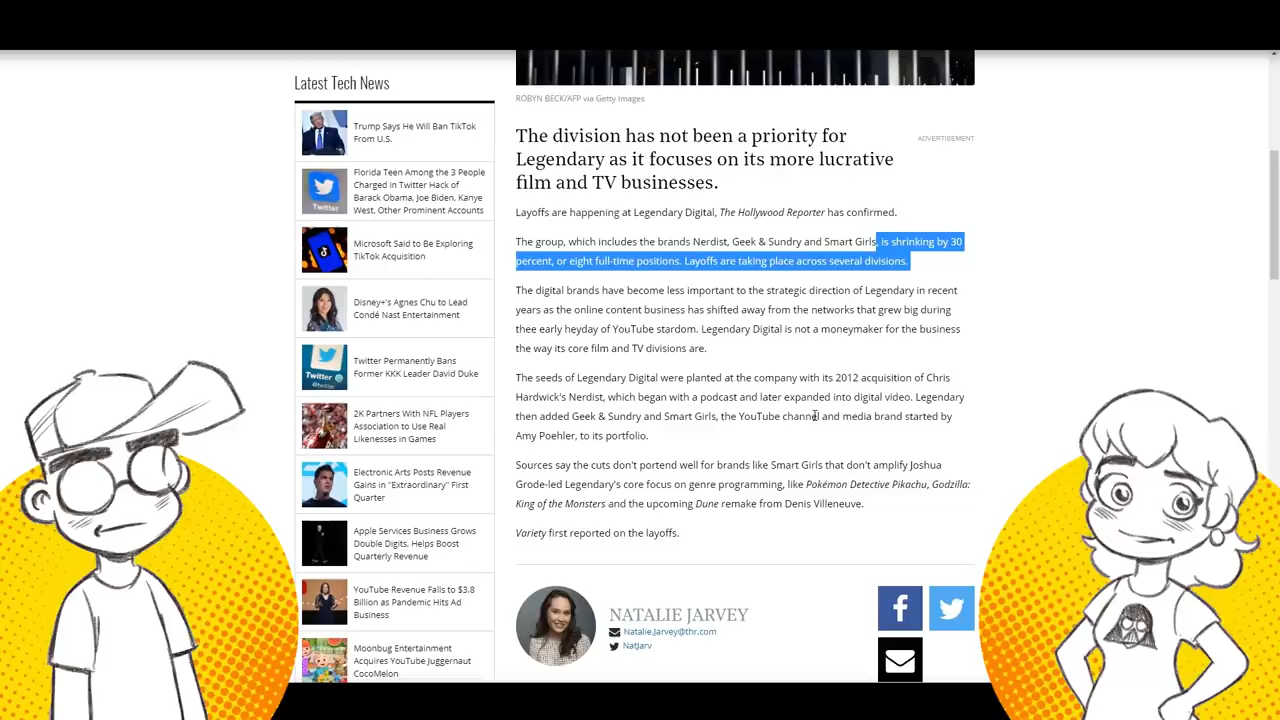 Latest Tech News
Trump Says He Will Ban TikTok
From U.S.
Florida Teen Among the 3 People
Charged in Twitter Hack of
Barack Obama, Joe Biden, Kanye
West, Other Prominent Accounts
Twitter
Microsoft Said to Be Exploring
TikTok Acquisition
Disney+'s Agnes Chu to Lead
Condé Nast Entertainment
Twitter Permanently Bans
Former KKK Leader David Duke
Twitter
2K Partners With NFL Players
Association to Use Real
Likenesses in Games
Electronic Arts Posts Revenue
Gains in "Extraordinary" First
Quarter
Apple Services Business Grows
Double Digits, Helps Boost
Quarterly Revenue
YouTube Revenue Falls to $3.8
Billion as Pandemic Hits Ad
Business
Moonbug Entertainment
Acquires YouTube Juggernaut
CocoMelon
ROBYN BECK/AFP via Getty Images
The division has not been a priority for
Legendary as it focuses on its more lucrative
film and TV businesses.
ADVERTISEMENT
Layoffs are happening at Legendary Digital, The Hollywood Reporter has confirmed.
The group, which includes the brands Nerdist, Geek & Sundry and Smart Girls, is shrinking by 30
percent, or eight full-time positions. Layoffs are taking place across several divisions.
The digital brands have become less important to the strategic direction of Legendary in recent
years as the online content business has shifted away from the networks that grew big during
thee early heyday of YouTube stardom. Legendary Digital is not a moneymaker for the business
the way its core film and TV divisions are.
The seeds of Legendary Digital were planted at the company with its 2012 acquisition of Chris
Hardwick's Nerdist, which began with a podcast and later expanded into digital video. Legendary
then added Geek & Sundry and Smart Girls, the YouTube channel and media brand started by
Amy Poehler, to its portfolio.
Sources say the cuts don't portend well for brands like Smart Girls that don't amplify Joshua
Grode-led Legendary's core focus on genre programming, like Pokémon Detective Pikachu, Godzilla:
King of the Monsters and the upcoming Dune remake from Denis Villeneuve.
Variety first reported on the layoffs.
NATALIE JARVEY
Natalie.Jarvey@thr.com
NatJarv